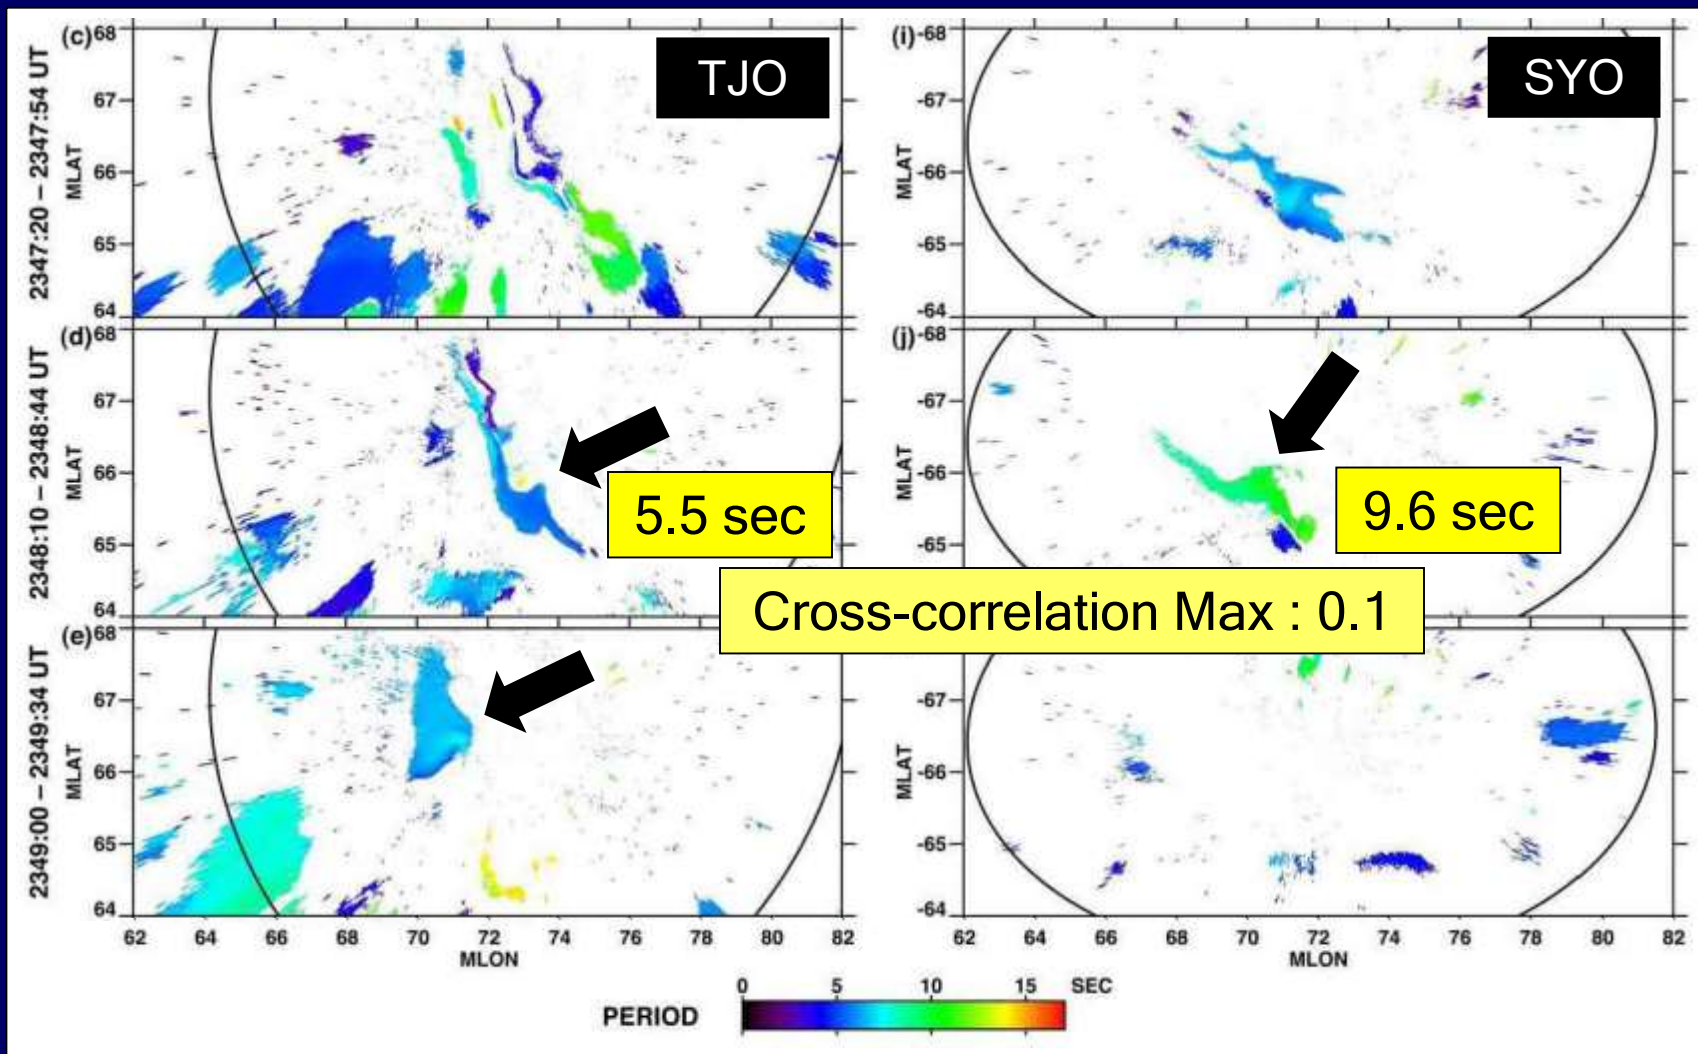 2347:20 – 2347:54 UT
MLAT
(c)
68
67
66
65
64
TJO
MLAT
(i)
-68
-67
-66
-65
-64
SYO
2348:10 – 2348:44 UT
MLAT
(d)
68
67
66
65
64
5.5 sec
MLAT
(j)
-68
-67
-66
-65
-64
9.6 sec
Cross-correlation Max : 0.1
2349:00 – 2349:34 UT
MLAT
(e)
68
67
66
65
64
MLAT
-67
-66
-65
-64
62 64 66 68 70 72 74 76 78 80 82
MLON
62 64 66 68 70 72 74 76 78 80 82
MLON
0 5 10 15 SEC
PERIOD